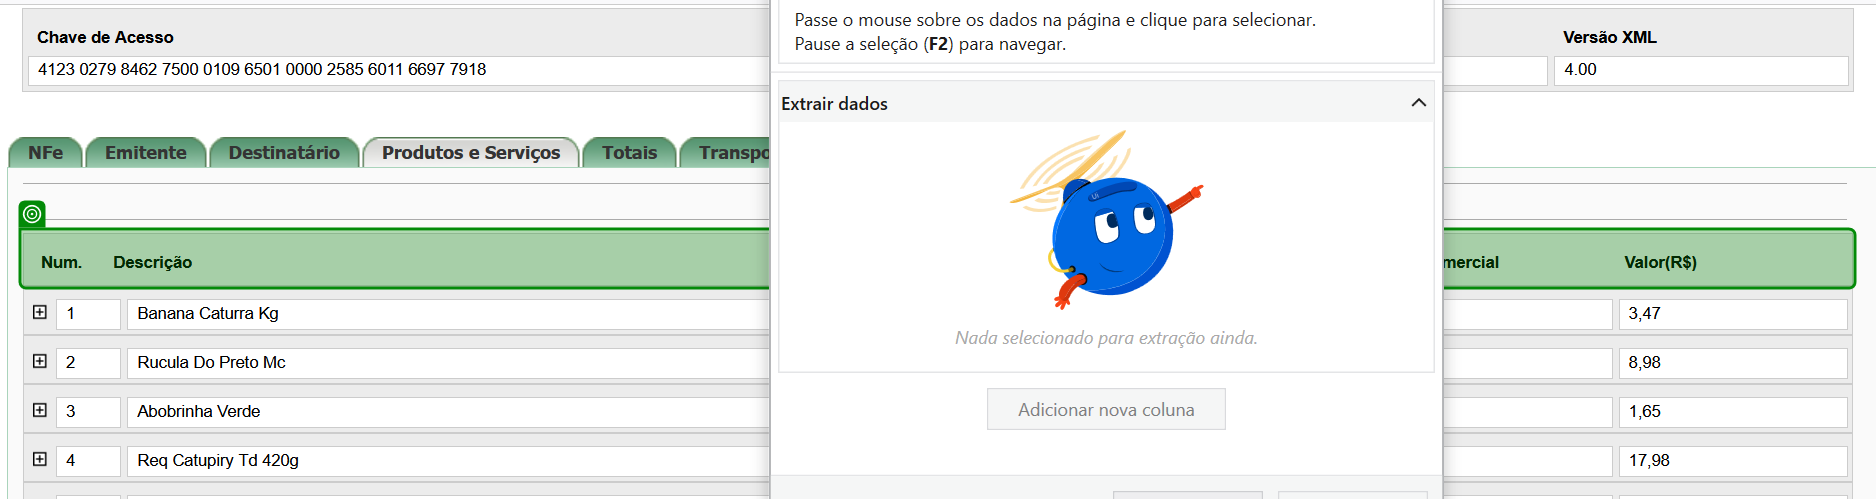 Passe o mouse sobre os dados na página e clique para selecionar.
Pause a seleção (F2) para navegar.
Chave de Acesso
Versão XML
4123 0279 8462 7500 0109 6501 0000 2585 6011 6697 7918
4.00
Extrair dados
NFe
Emitente
Destinatário
Produtos e Serviços
Totais
Transpo
Num.
Descrição
mercial
Valor(R$)
1
Banana Caturra Kg
3,47
2
Rucula Do Preto Mc
8,98
3
Abobrinha Verde
1,65
4
Req Catupiry Td 420g
17,98
Nada selecionado para extração ainda.
Adicionar nova coluna